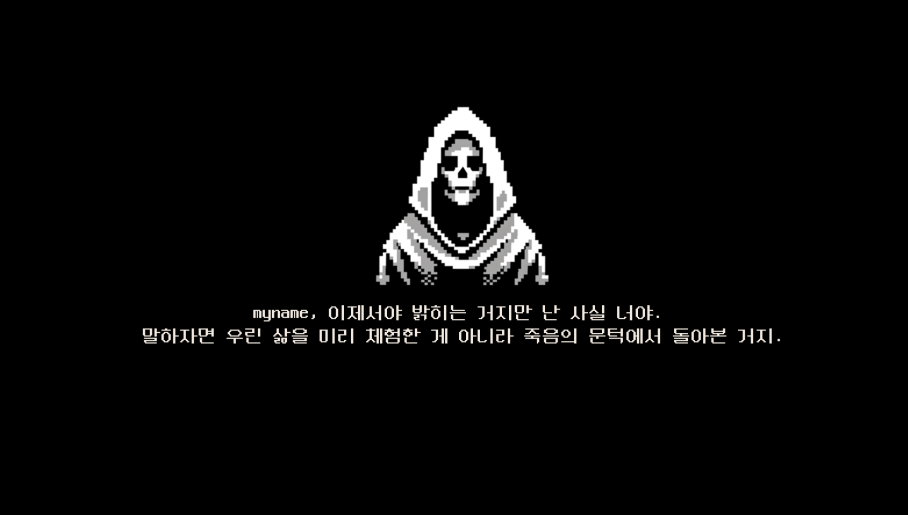 myname, 이제서야 밝히는 거지만 난 사실 너야.
말하자면 우린 삶을 미리 체험한 게 아니라 죽음의 문턱에서 돌아본 거지.